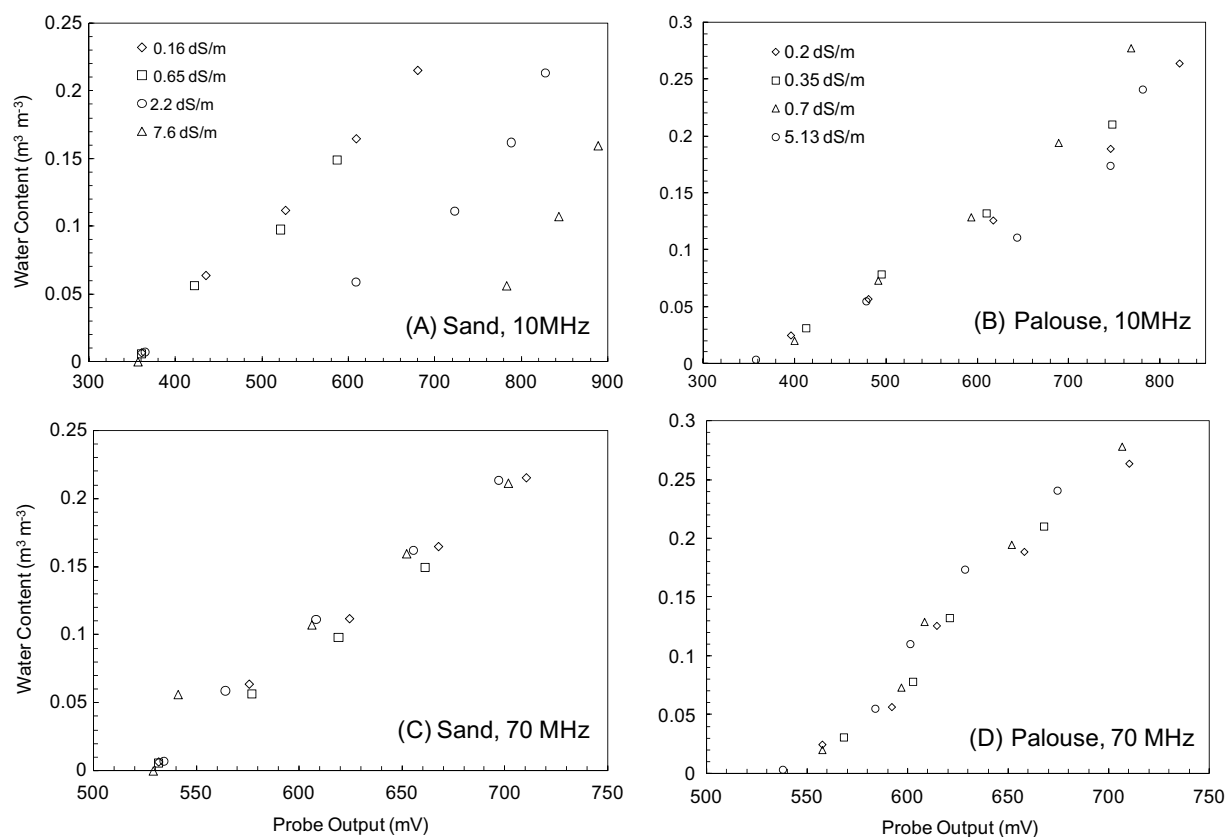 0.25
0.2
0.15
0.1
0.05
0
Water Content (m³ m⁻³)
0.16 dS/m
0.65 dS/m
2.2 dS/m
7.6 dS/m
(A) Sand, 10MHz
300 400 500 600 700 800 900
0.3
0.25
0.2
0.15
0.1
0.05
0
0.2 dS/m
0.35 dS/m
0.7 dS/m
5.13 dS/m
(B) Palouse, 10MHz
300 400 500 600 700 800
0.25
0.2
0.15
0.1
0.05
0
Water Content (m³ m⁻³)
(C) Sand, 70 MHz
500 550 600 650 700 750
Probe Output (mV)
0.3
0.25
0.2
0.15
0.1
0.05
0
(D) Palouse, 70 MHz
500 550 600 650 700 750
Probe Output (mV)